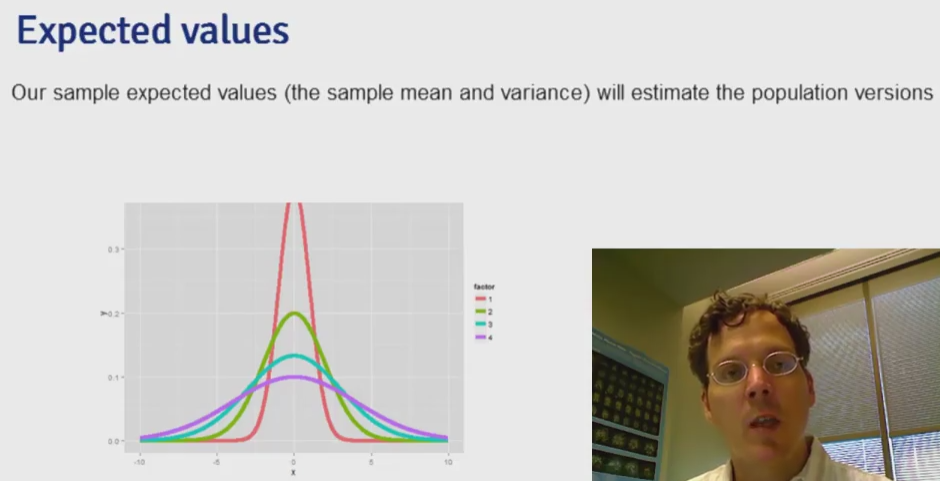 Expected values
Our sample expected values (the sample mean and variance) will estimate the population versions
0.3
0.2
0.1
0.0
y
-10
-5
0
5
10
x
factor
1
2
3
4